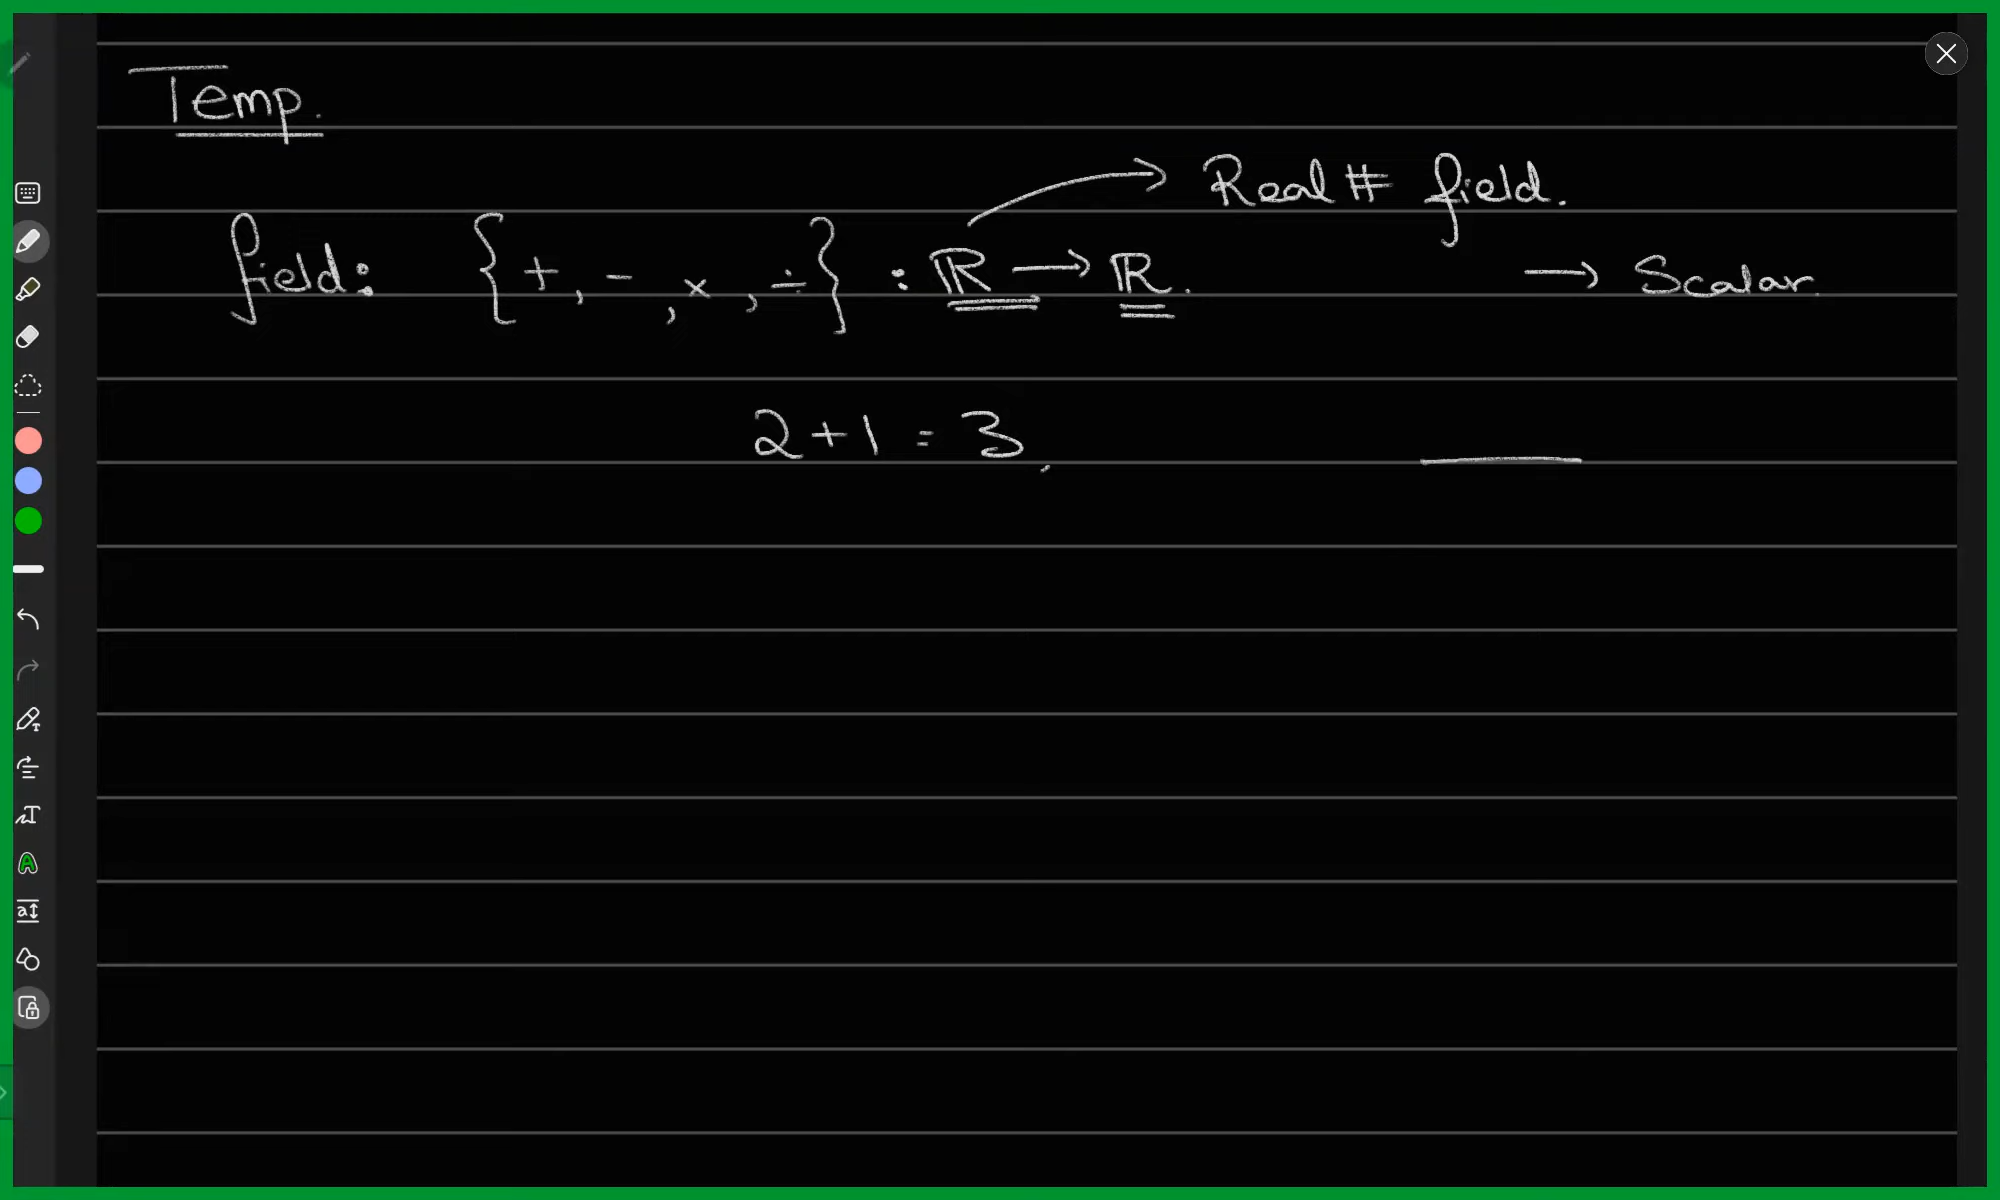 Temp.
Real # field.
field: {+, -, ×, ÷} : ℝ → ℝ. → Scalar.
2 + 1 = 3,